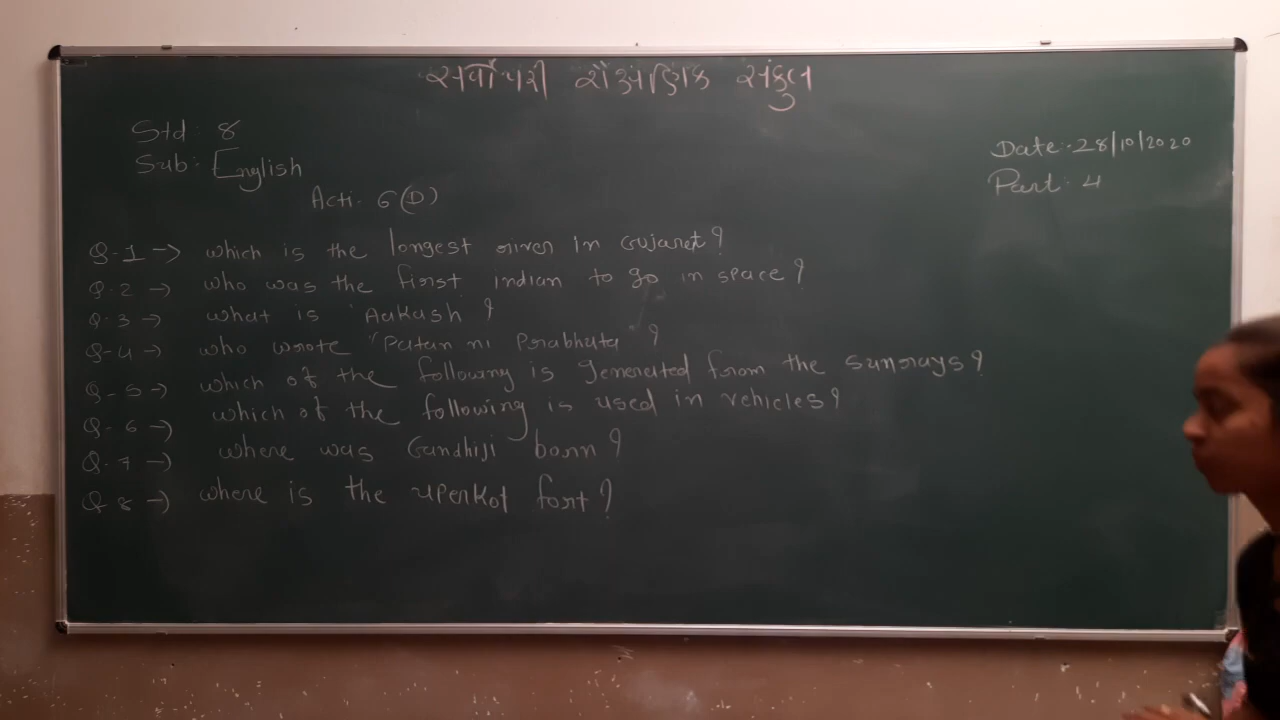 સર્વોપરી શૈક્ષણિક સંકુલ
Std: 8
Date:-28/10/2020
Sub: English
Part: 4
Acti- 6 (D)
Q-1 -> which is the longest river in Gujarat?
Q-2 -> who was the first indian to go in space?
Q-3 -> what is 'Aakash' ?
Q-4 -> who wrote "Patan ni Prabhuta" ?
Q-5 -> which of the following is generated from the sunrays?
Q-6 -> which of the following is used in vehicles?
Q-7 -> where was Gandhiji born ?
Q-8 -> where is the uperkot fort?